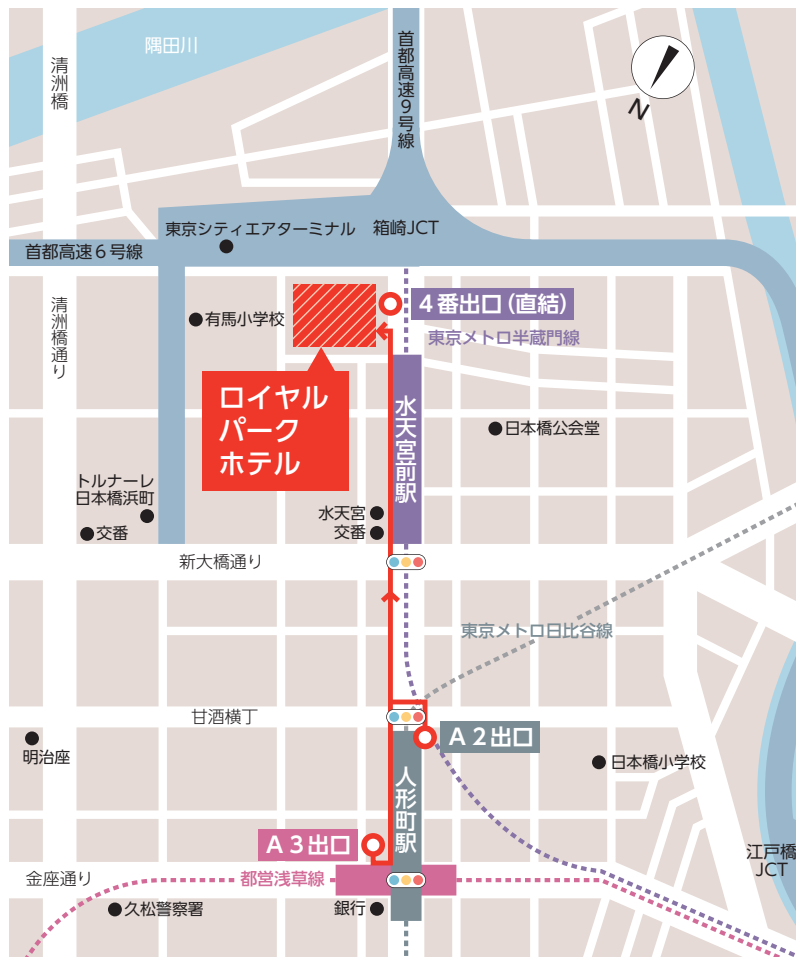 隅田川
清洲橋
首都高速9号線
N
東京シティエアターミナル
箱崎JCT
首都高速6号線
清洲橋通り
有馬小学校
4番出口(直結)
東京メトロ半蔵門線
ロイヤル
パーク
ホテル
水天宮前駅
日本橋公会堂
トルナーレ
日本橋浜町
交番
水天宮
交番
新大橋通り
東京メトロ日比谷線
甘酒横丁
A2出口
明治座
人形町駅
日本橋小学校
A3出口
江戸橋
JCT
金座通り
都営浅草線
久松警察署
銀行